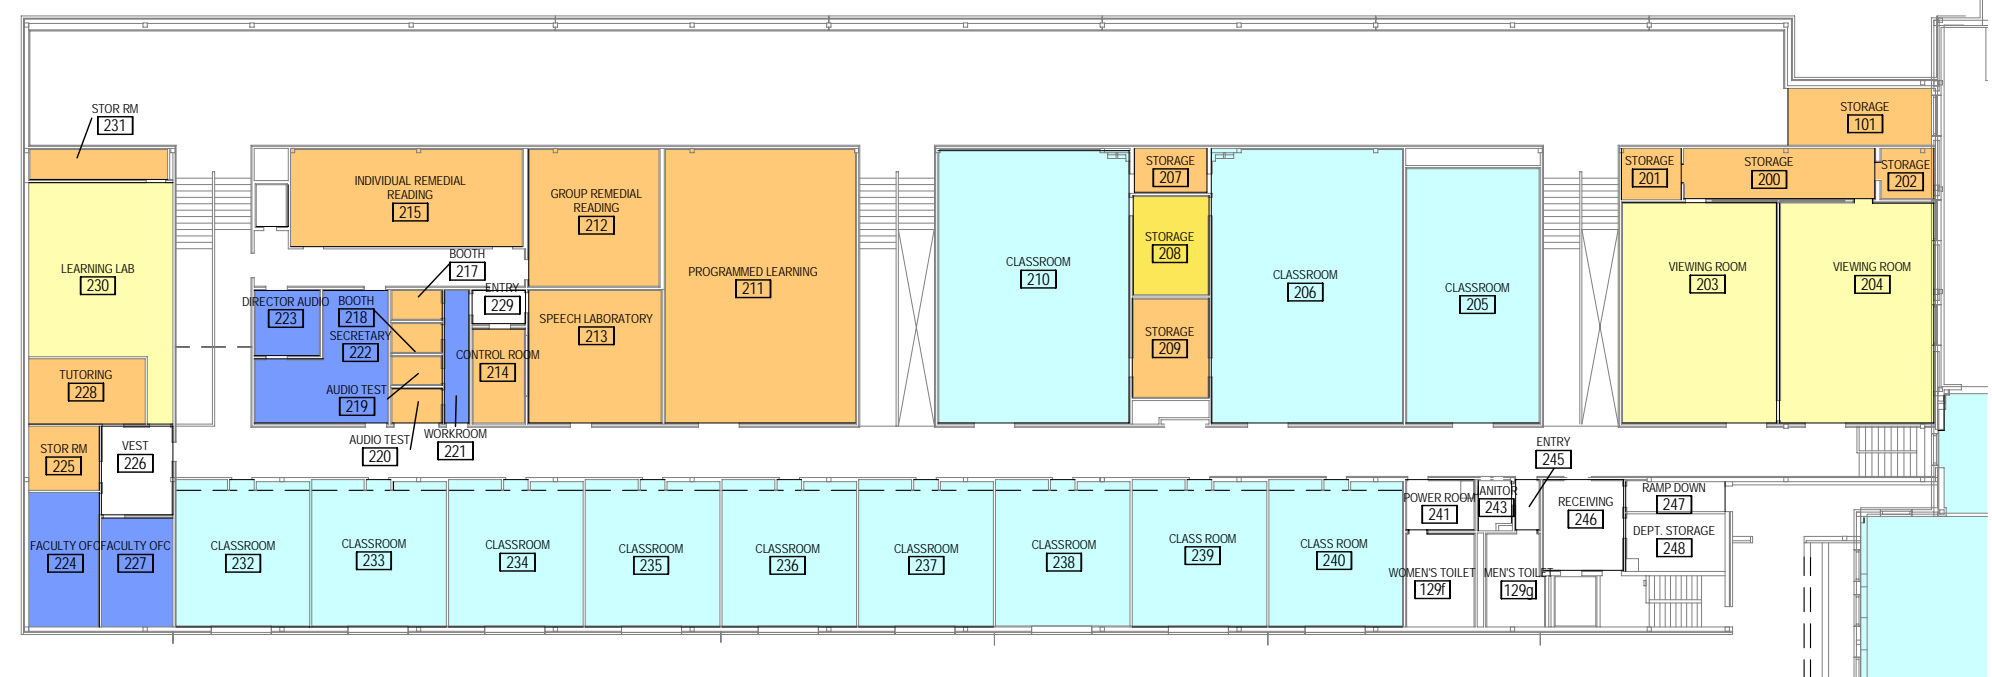 STOR RM
231
STORAGE
101
INDIVIDUAL REMEDIAL
READING
215
GROUP REMEDIAL
READING
212
STORAGE
207
STORAGE
201
STORAGE
200
STORAGE
202
LEARNING LAB
230
BOOTH
217
ENTRY
229
PROGRAMMED LEARNING
211
CLASSROOM
210
STORAGE
208
CLASSROOM
206
CLASSROOM
205
VIEWING ROOM
203
VIEWING ROOM
204
DIRECTOR AUDIO
223
BOOTH
218
SECRETARY
222
SPEECH LABORATORY
213
STORAGE
209
CONTROL ROOM
214
TUTORING
228
AUDIO TEST
219
AUDIO TEST
220
WORKROOM
221
STOR RM
225
VEST
226
ENTRY
245
POWER ROOM
241
ANITOR
243
RECEIVING
246
RAMP DOWN
247
DEPT. STORAGE
248
FACULTY OFC
224
FACULTY OFC
227
CLASSROOM
232
CLASSROOM
233
CLASSROOM
234
CLASSROOM
235
CLASSROOM
236
CLASSROOM
237
CLASSROOM
238
CLASS ROOM
239
CLASS ROOM
240
WOMEN'S TOILET
129f
MEN'S TOILET
129g